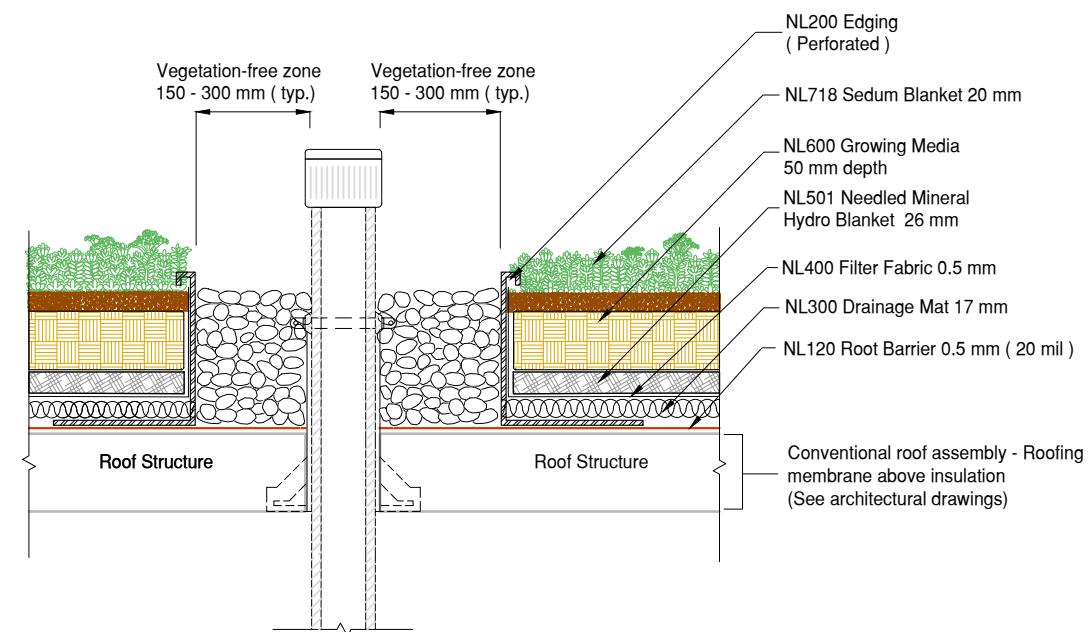 NL200 Edging
( Perforated )
Vegetation-free zone
150 - 300 mm ( typ.)
Vegetation-free zone
150 - 300 mm ( typ.)
NL718 Sedum Blanket 20 mm
NL600 Growing Media
50 mm depth
NL501 Needled Mineral
Hydro Blanket  26 mm
NL400 Filter Fabric 0.5 mm
NL300 Drainage Mat 17 mm
NL120 Root Barrier 0.5 mm ( 20 mil )
Roof Structure
Roof Structure
Conventional roof assembly - Roofing
membrane above insulation
(See architectural drawings)